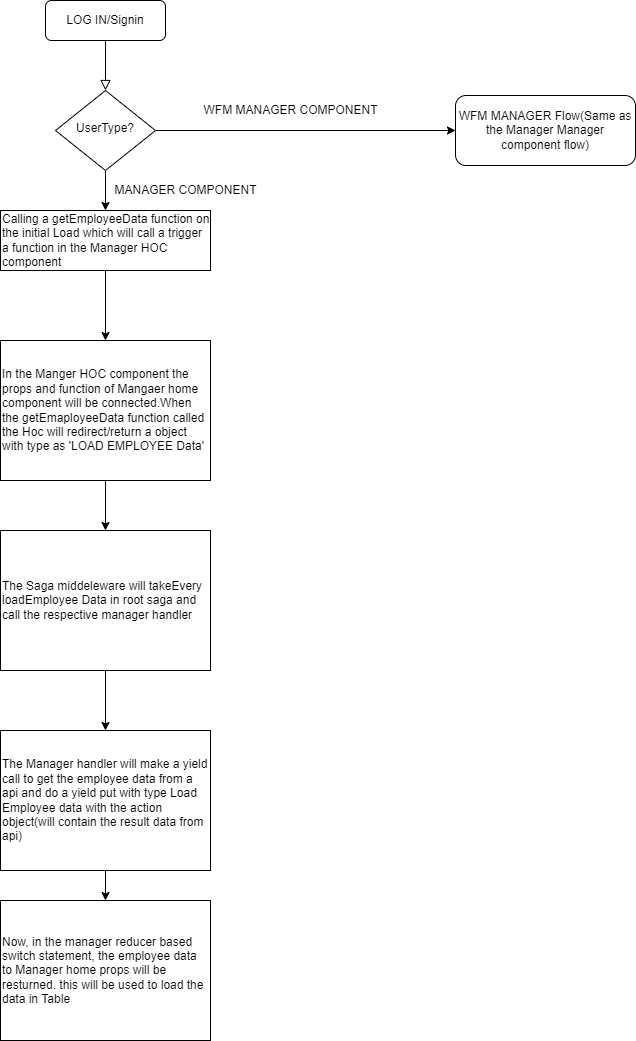 LOG IN/Signin
UserType?
WFM MANAGER COMPONENT
WFM MANAGER Flow(Same as
the Manager Manager
component flow)
MANAGER COMPONENT
Calling a getEmployeeData function on
the initial Load which will call a trigger
a function in the Manager HOC
component
In the Manger HOC component the
props and function of Mangaer home
component will be connected.When
the getEmaployeeData function called
the Hoc will redirect/return a object
with type as 'LOAD EMPLOYEE Data'
The Saga middeleware will takeEvery
loadEmployee Data in root saga and
call the respective manager handler
The Manager handler will make a yield
call to get the employee data from a
api and do a yield put with type Load
Employee data with the action
object(will contain the result data from
api)
Now, in the manager reducer based
switch statement, the employee data
to Manager home props will be
resturned. this will be used to load the
data in Table